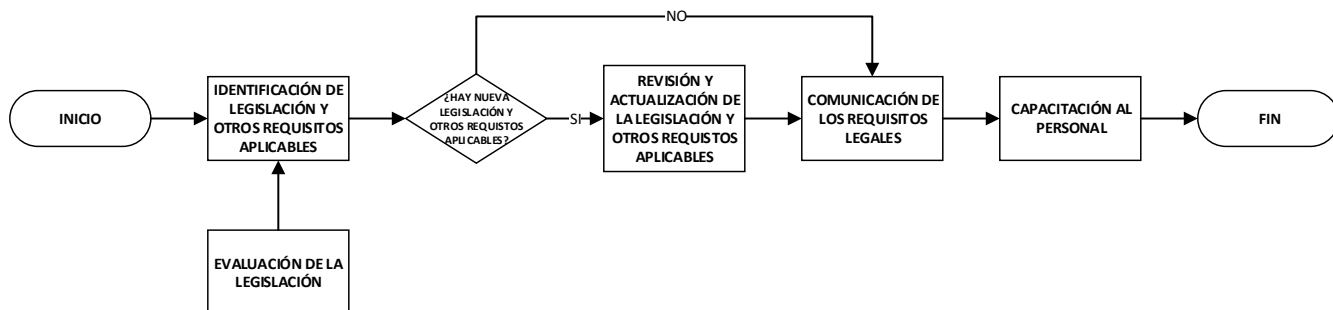 NO
INICIO
IDENTIFICACIÓN DE
LEGISLACIÓN Y
OTROS REQUISITOS
APLICABLES
¿HAY NUEVA
LEGISLACIÓN Y
OTROS REQUISTOS
APLICABLES?
SI
REVISIÓN Y
ACTUALIZACIÓN DE
LA LEGISLACIÓN Y
OTROS REQUISTOS
APLICABLES
COMUNICACIÓN DE
LOS REQUISITOS
LEGALES
CAPACITACIÓN AL
PERSONAL
FIN
EVALUACIÓN DE LA
LEGISLACIÓN